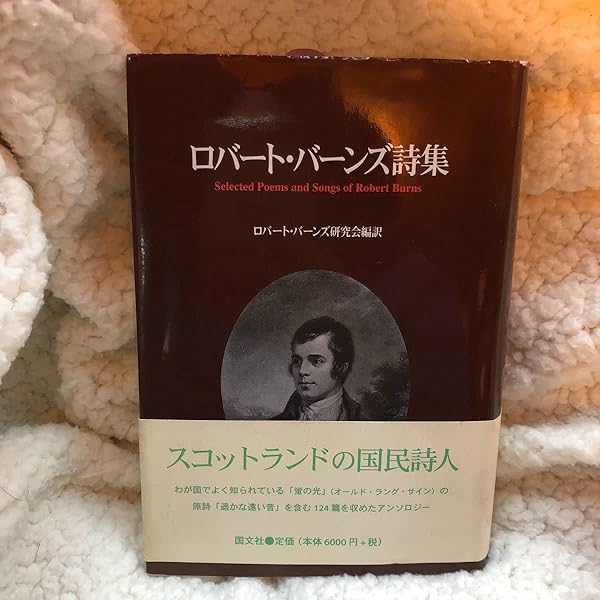 ロバート・バーンズ詩集
Selected Poems and Songs of Robert Burns
ロバート・バーンズ研究会編訳
スコットランドの国民詩人
わが国でよく知られている「蛍の光」(オールド・ラング・サイン)の
原詩「遥かな遠い昔」を含む124篇を収めたアンソロジー
国文社●定価(本体6000円+税)